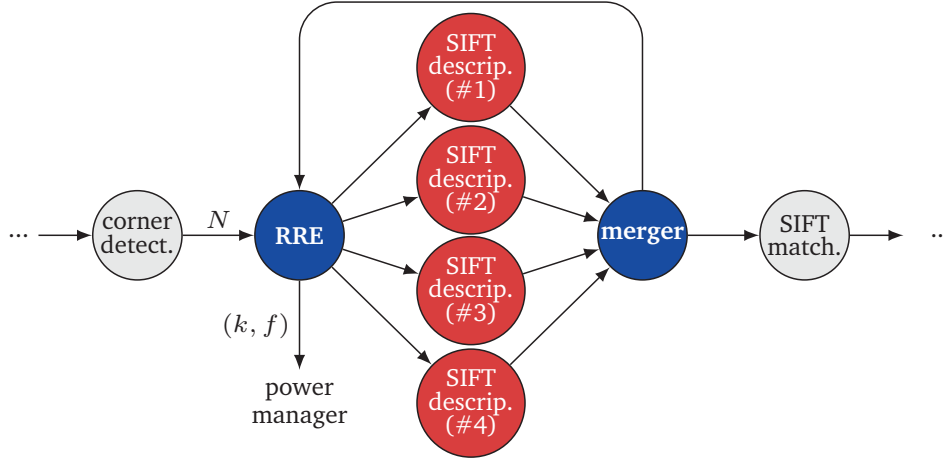 SIFT
descrip.
(#1)
SIFT
descrip.
(#2)
...
corner
detect.
N
RRE
merger
SIFT
match.
..
SIFT
descrip.
(#3)
(k, f)
power
manager
SIFT
descrip.
(#4)